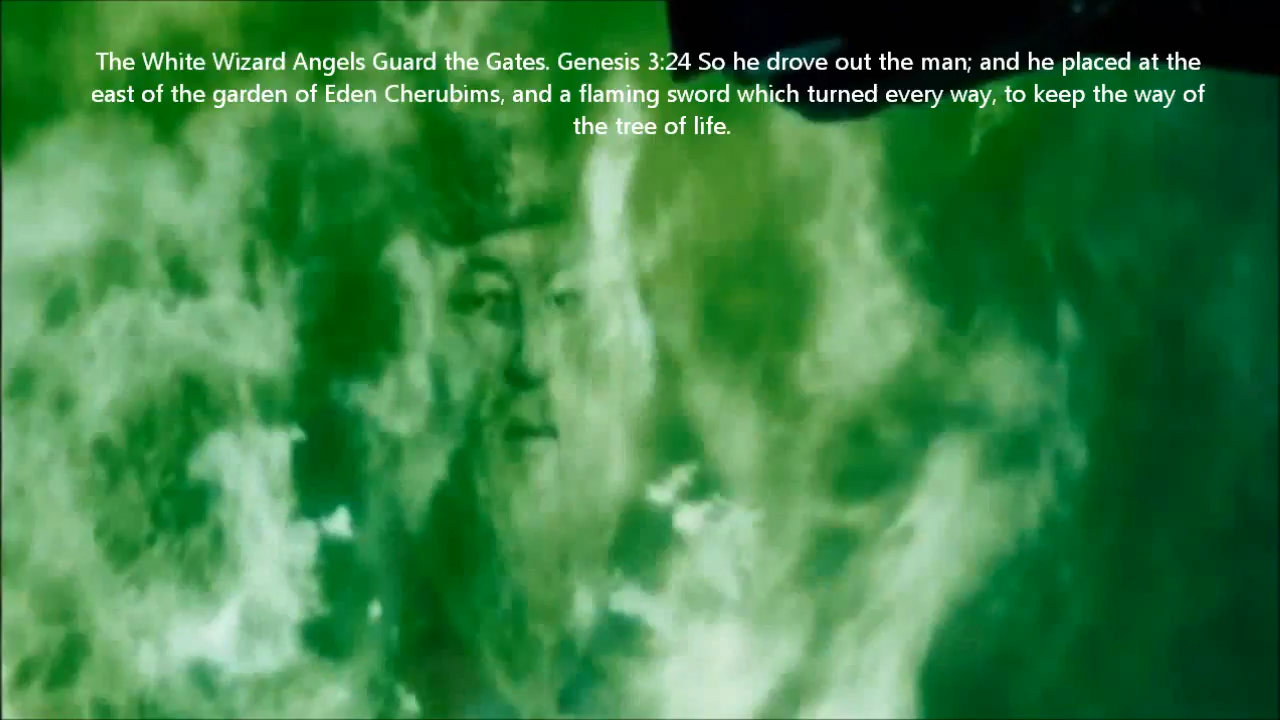 The White Wizard Angels Guard the Gates. Genesis 3:24 So he drove out the man; and he placed at the
east of the garden of Eden Cherubims, and a flaming sword which turned every way, to keep the way of
the tree of life.